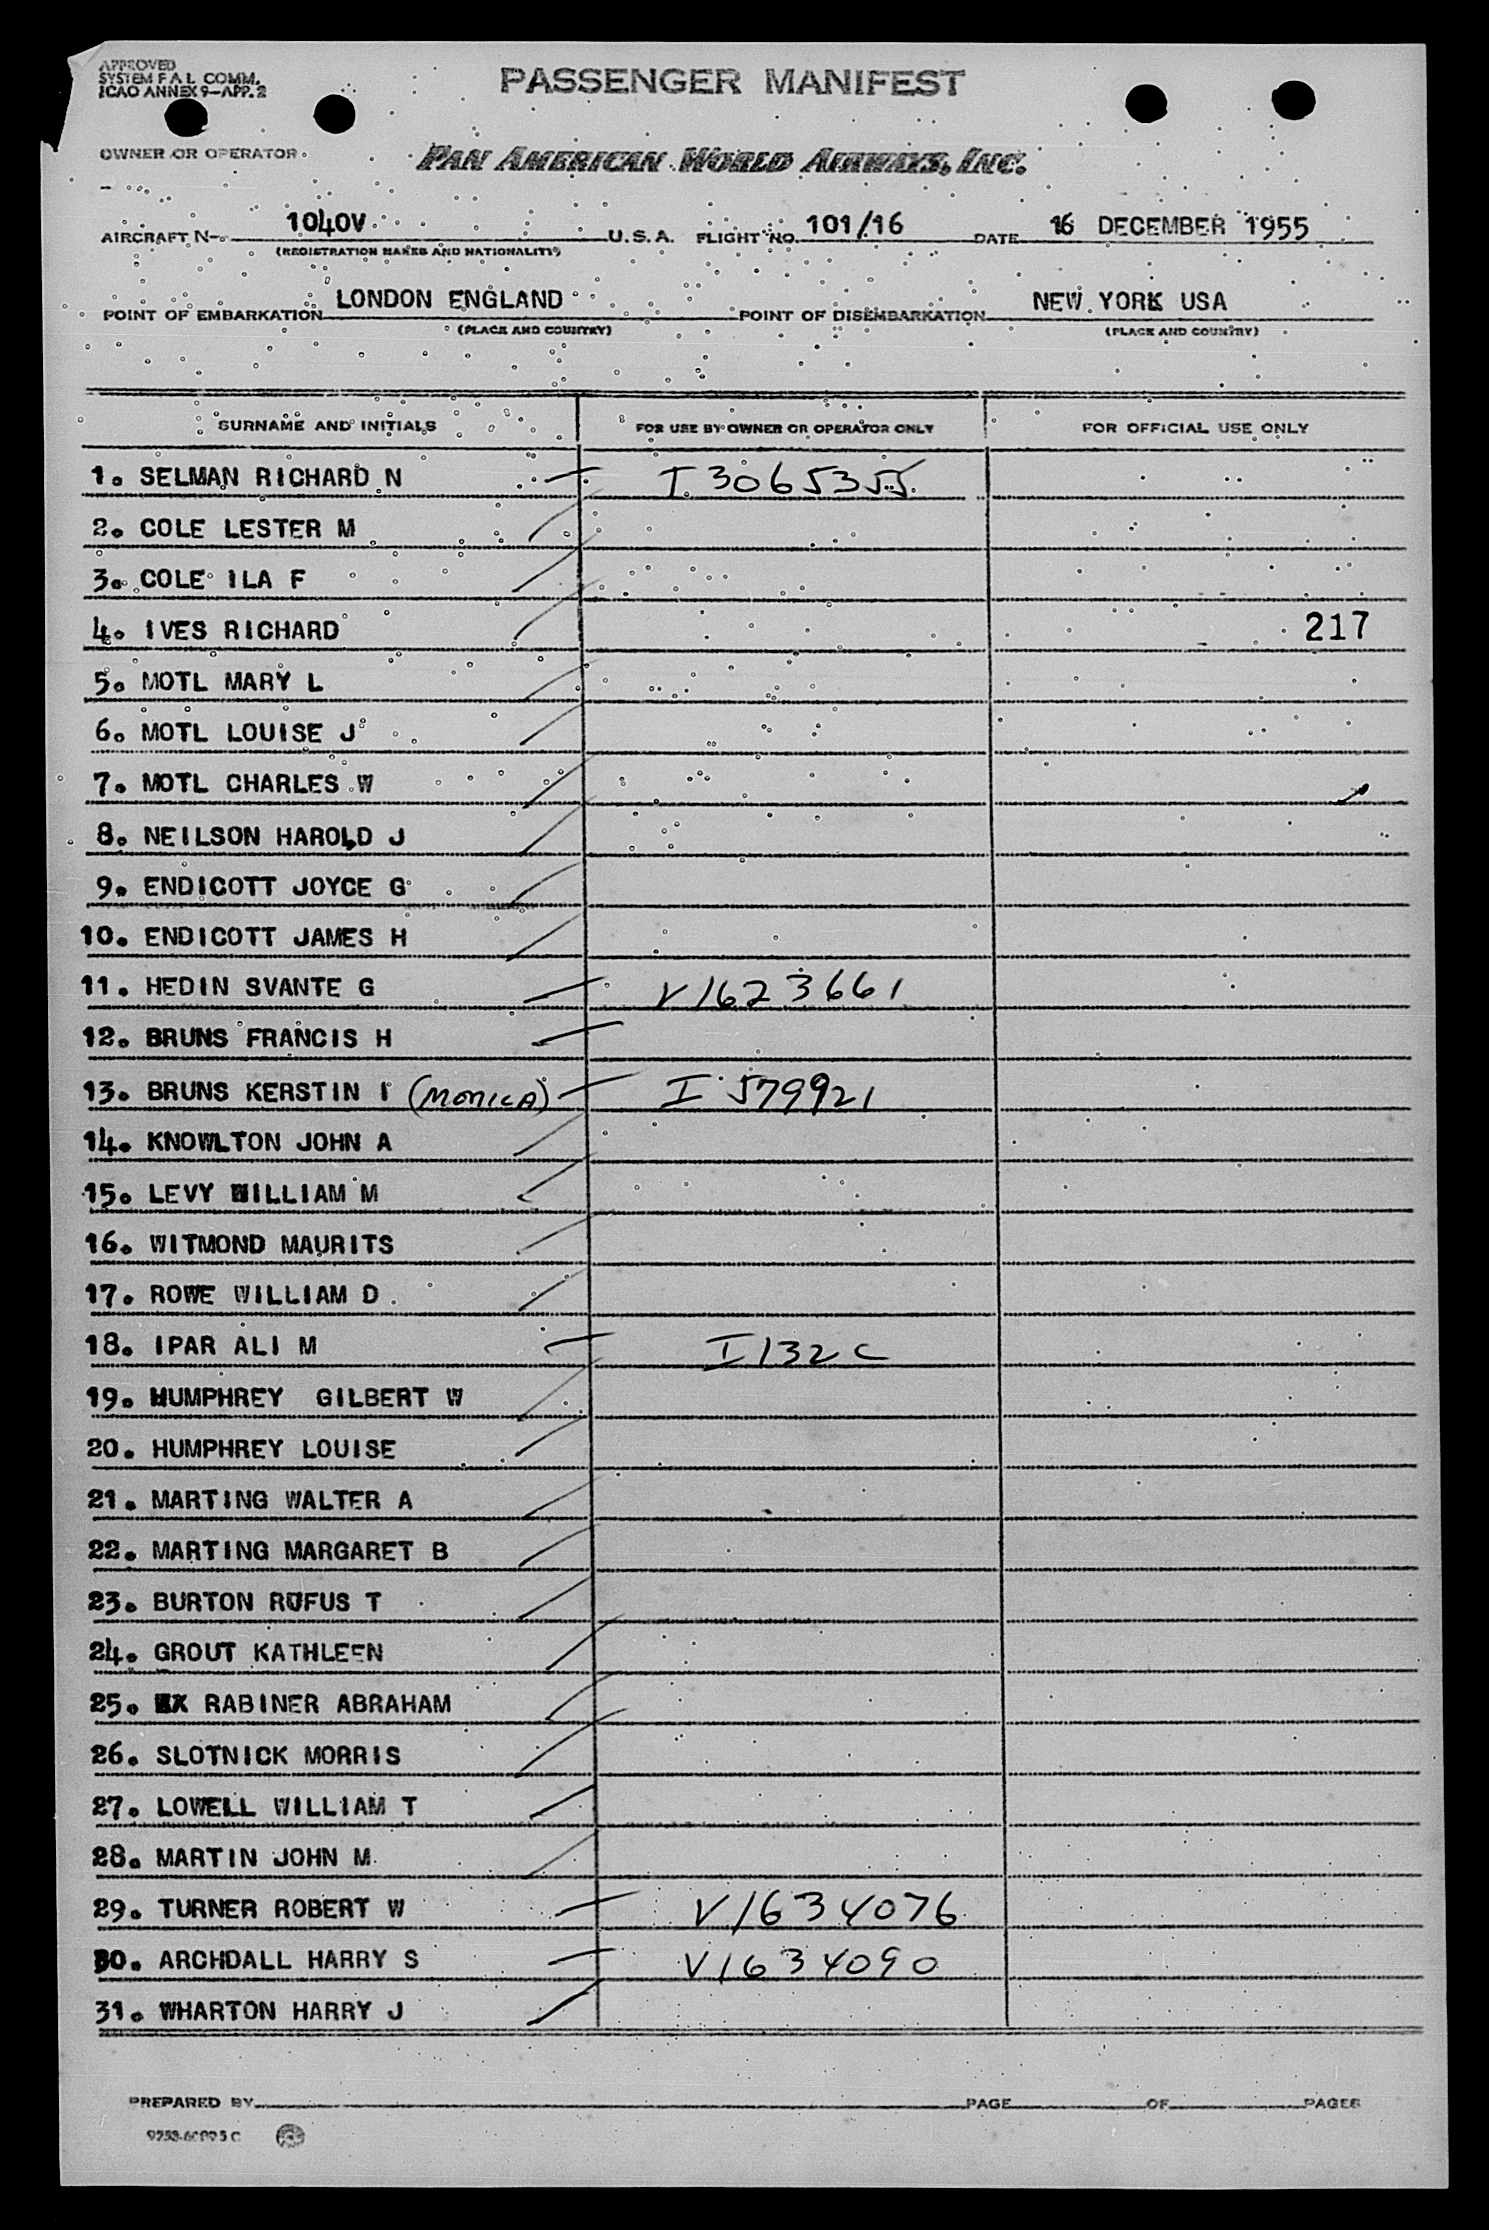 APPROVED
SYSTEM F A L COMM.
ICAO ANNEX 9-APP. 2
PASSENGER MANIFEST
OWNER OR OPERATOR
PAN AMERICAN WORLD AIRWAYS, INC.
AIRCRAFT N- 1040V U.S.A. FLIGHT NO. 101/16 DATE 16 DECEMBER 1955
(REGISTRATION MARKS AND NATIONALITY)
POINT OF EMBARKATION LONDON ENGLAND POINT OF DISEMBARKATION NEW YORK USA
(PLACE AND COUNTRY) (PLACE AND COUNTRY)
SURNAME AND INITIALS FOR USE BY OWNER OR OPERATOR ONLY FOR OFFICIAL USE ONLY
1. SELMAN RICHARD N I 3065355
2. COLE LESTER M
3. COLE ILA F
4. IVES RICHARD 217
5. MOTL MARY L
6. MOTL LOUISE J
7. MOTL CHARLES W
8. NEILSON HAROLD J
9. ENDICOTT JOYCE G
10. ENDICOTT JAMES H
11. HEDIN SVANTE G V1623661
12. BRUNS FRANCIS H
13. BRUNS KERSTIN I (MONICA) I 579921
14. KNOWLTON JOHN A
15. LEVY WILLIAM M
16. WITMOND MAURITS
17. ROWE WILLIAM D
18. IPAR ALI M I132C
19. HUMPHREY GILBERT W
20. HUMPHREY LOUISE
21. MARTING WALTER A
22. MARTING MARGARET B
23. BURTON RUFUS T
24. GROUT KATHLEEN
25. RABINER ABRAHAM
26. SLOTNICK MORRIS
27. LOWELL WILLIAM T
28. MARTIN JOHN M
29. TURNER ROBERT W V1634076
30. ARCHDALL HARRY S V1634090
31. WHARTON HARRY J
PREPARED BY PAGE OF PAGES